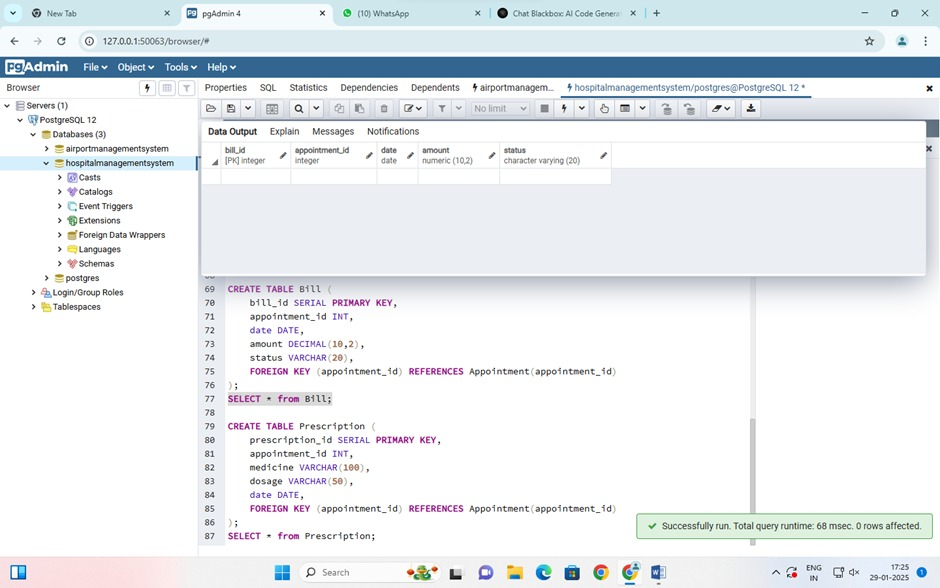 New Tab
pgAdmin 4
(10) WhatsApp
Chat Blackbox: AI Code Generat
127.0.0.1:50063/browser/#
pgAdmin File Object Tools Help
Browser
Properties SQL Statistics Dependencies Dependents airportmanagem... hospitalmanagementsystem/postgres@PostgreSQL 12 *
No limit
Servers (1)
PostgreSQL 12
Databases (3)
airportmanagementsystem
hospitalmanagementsystem
Casts
Catalogs
Event Triggers
Extensions
Foreign Data Wrappers
Languages
Schemas
postgres
Login/Group Roles
Tablespaces
Data Output Explain Messages Notifications
bill_id
[PK] integer
appointment_id
integer
date
date
amount
numeric (10,2)
status
character varying (20)
68
69 CREATE TABLE Bill (
70 bill_id SERIAL PRIMARY KEY,
71 appointment_id INT,
72 date DATE,
73 amount DECIMAL(10,2),
74 status VARCHAR(20),
75 FOREIGN KEY (appointment_id) REFERENCES Appointment(appointment_id)
76 );
77 SELECT * from Bill;
78
79 CREATE TABLE Prescription (
80 prescription_id SERIAL PRIMARY KEY,
81 appointment_id INT,
82 medicine VARCHAR(100),
83 dosage VARCHAR(50),
84 date DATE,
85 FOREIGN KEY (appointment_id) REFERENCES Appointment(appointment_id)
86 );
87 SELECT * from Prescription;
Successfully run. Total query runtime: 68 msec. 0 rows affected.
Search
ENG
IN
17:25
29-01-2025
1